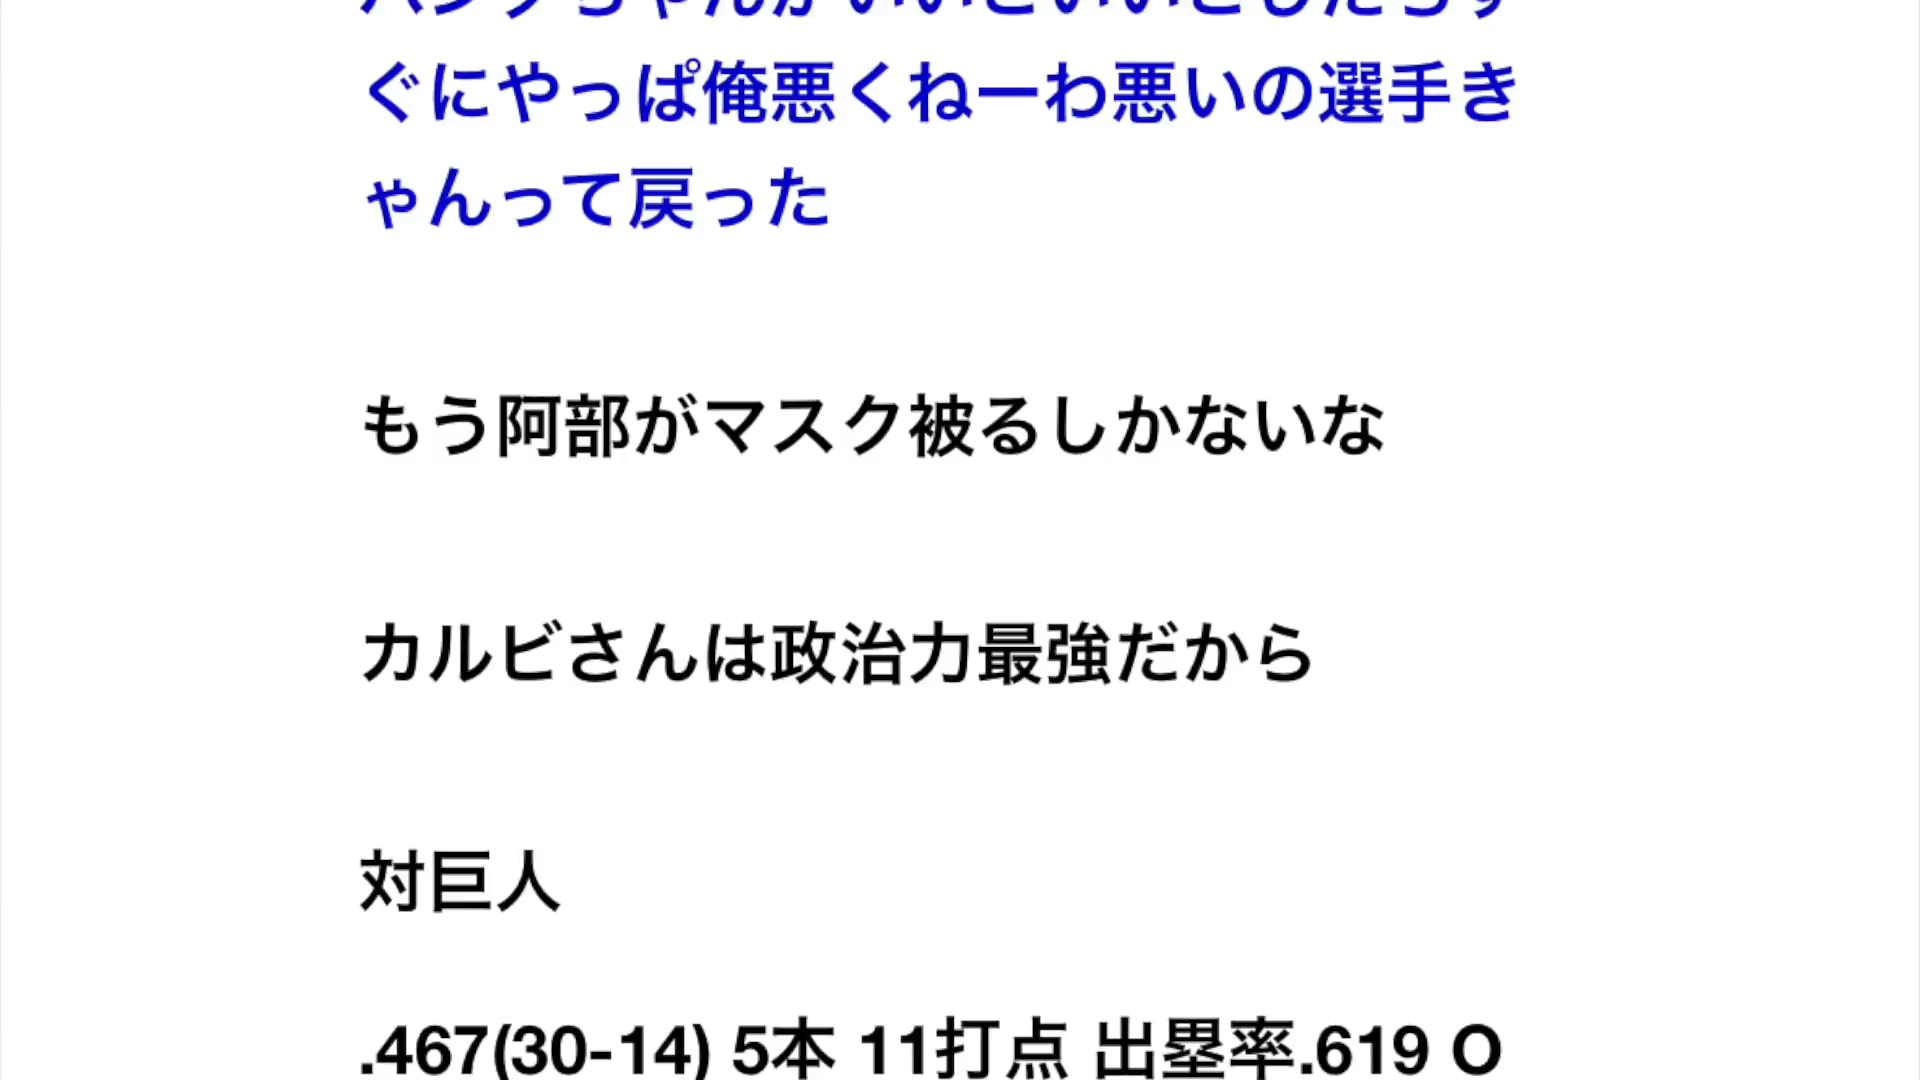 ぐにやっぱ俺悪くねーわ悪いの選手き
ゃんって戻った
もう阿部がマスク被るしかないな
カルビさんは政治力最強だから
対巨人
.467(30-14) 5本 11打点 出塁率.619 O